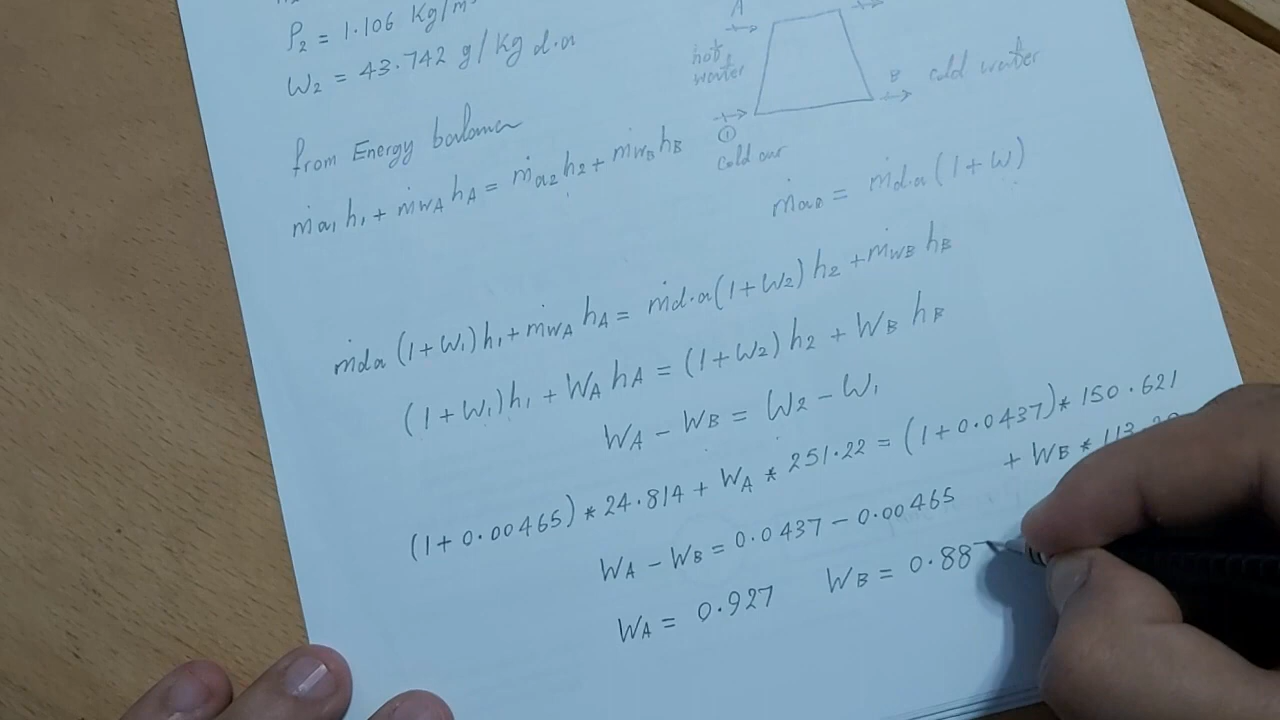 ρ₂ = 1.106 Kg/m³
W₂ = 43.742 g/Kg d.a
A
hot water
B cold water
① cold air
from Energy balance
ṁa₁ h₁ + ṁwA hA = ṁa₂ h₂ + ṁwB hB
ṁd.a (1 + W)
ṁda (1+W₁) h₁ + ṁwA hA = ṁd.a (1+W₂) h₂ + ṁwB hB
(1+W₁) h₁ + WA hA = (1+W₂) h₂ + WB hB
WA − WB = W₂ − W₁
(1+0.00465) * 24.814 + WA * 251.22 = (1+0.0437) * 150.621
+ WB * 113.
WA − WB = 0.0437 − 0.00465
WA = 0.927 WB = 0.88